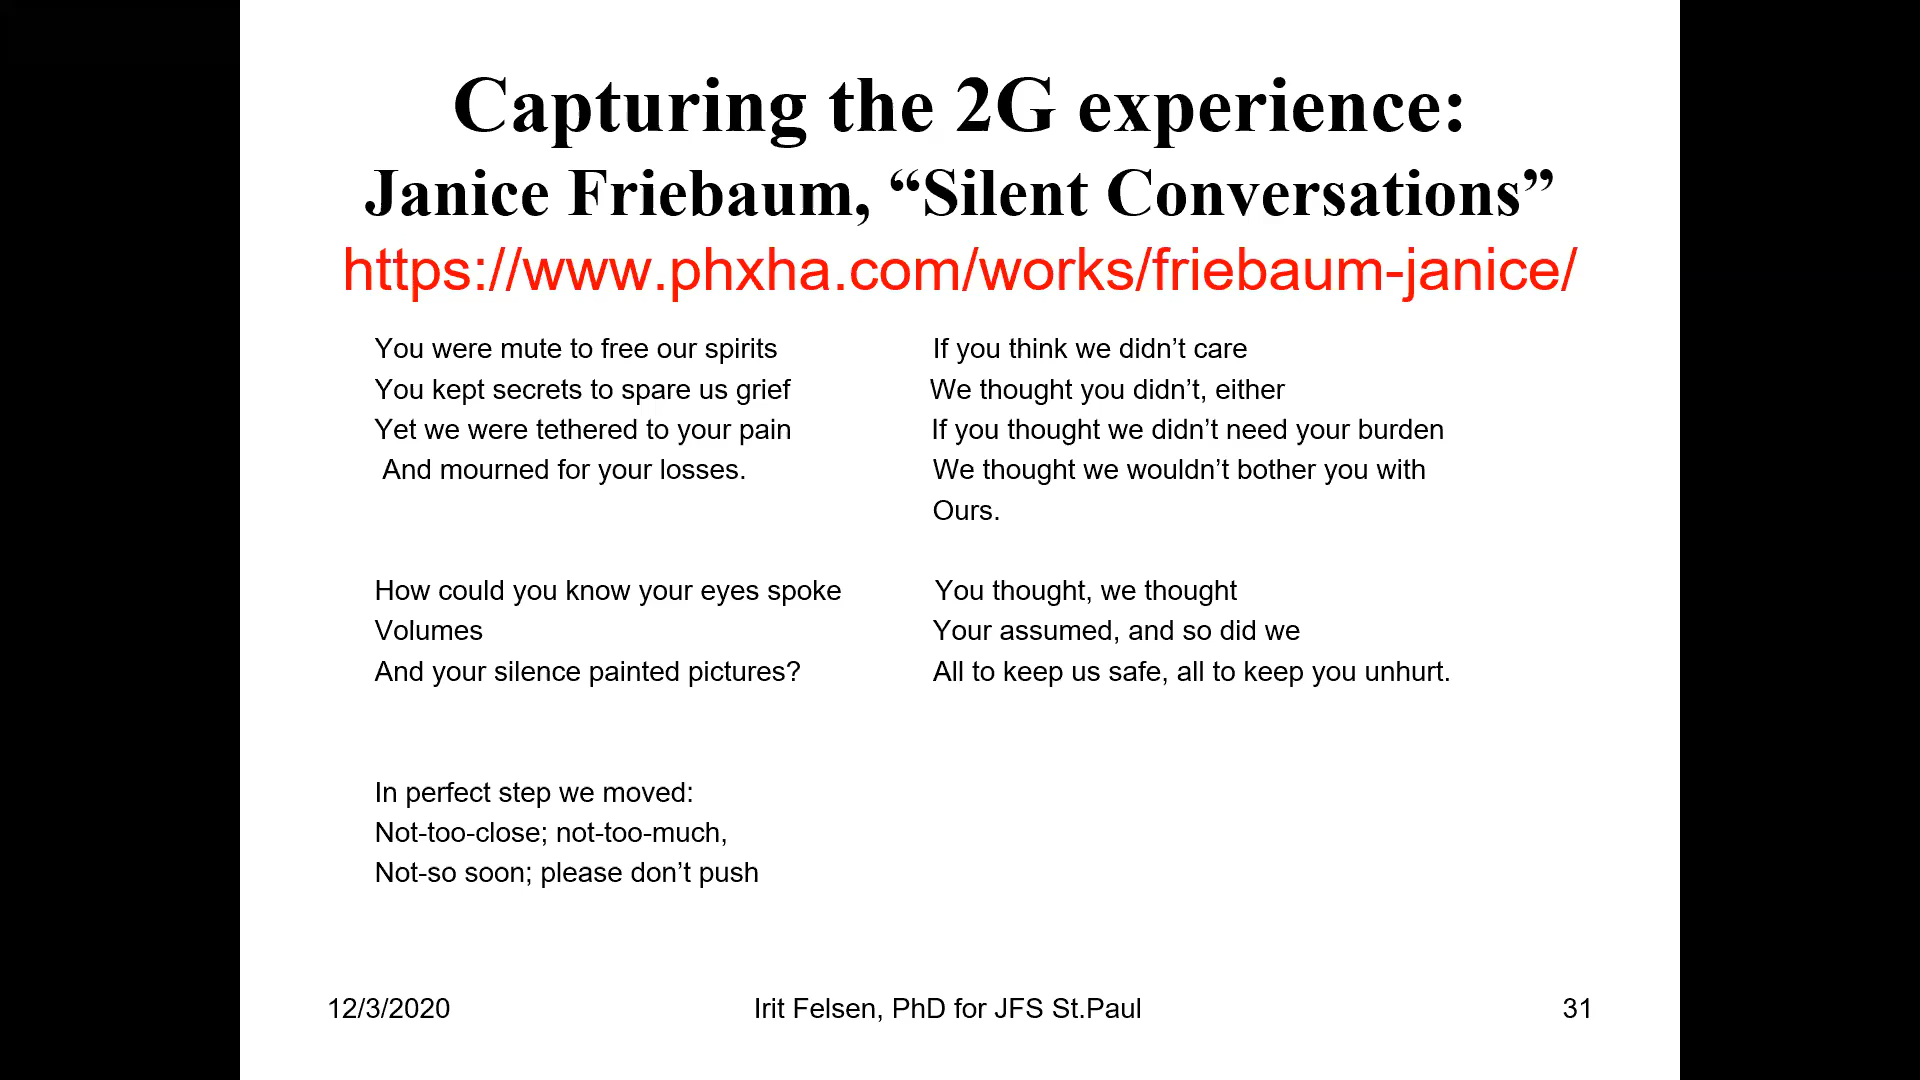 Capturing the 2G experience:
Janice Friebaum, “Silent Conversations”
https://www.phxha.com/works/friebaum-janice/
You were mute to free our spirits
You kept secrets to spare us grief
Yet we were tethered to your pain
And mourned for your losses.
How could you know your eyes spoke
Volumes
And your silence painted pictures?
In perfect step we moved:
Not-too-close; not-too-much,
Not-so soon; please don’t push
If you think we didn’t care
We thought you didn’t, either
If you thought we didn’t need your burden
We thought we wouldn’t bother you with
Ours.
You thought, we thought
Your assumed, and so did we
All to keep us safe, all to keep you unhurt.
12/3/2020
Irit Felsen, PhD for JFS St.Paul
31